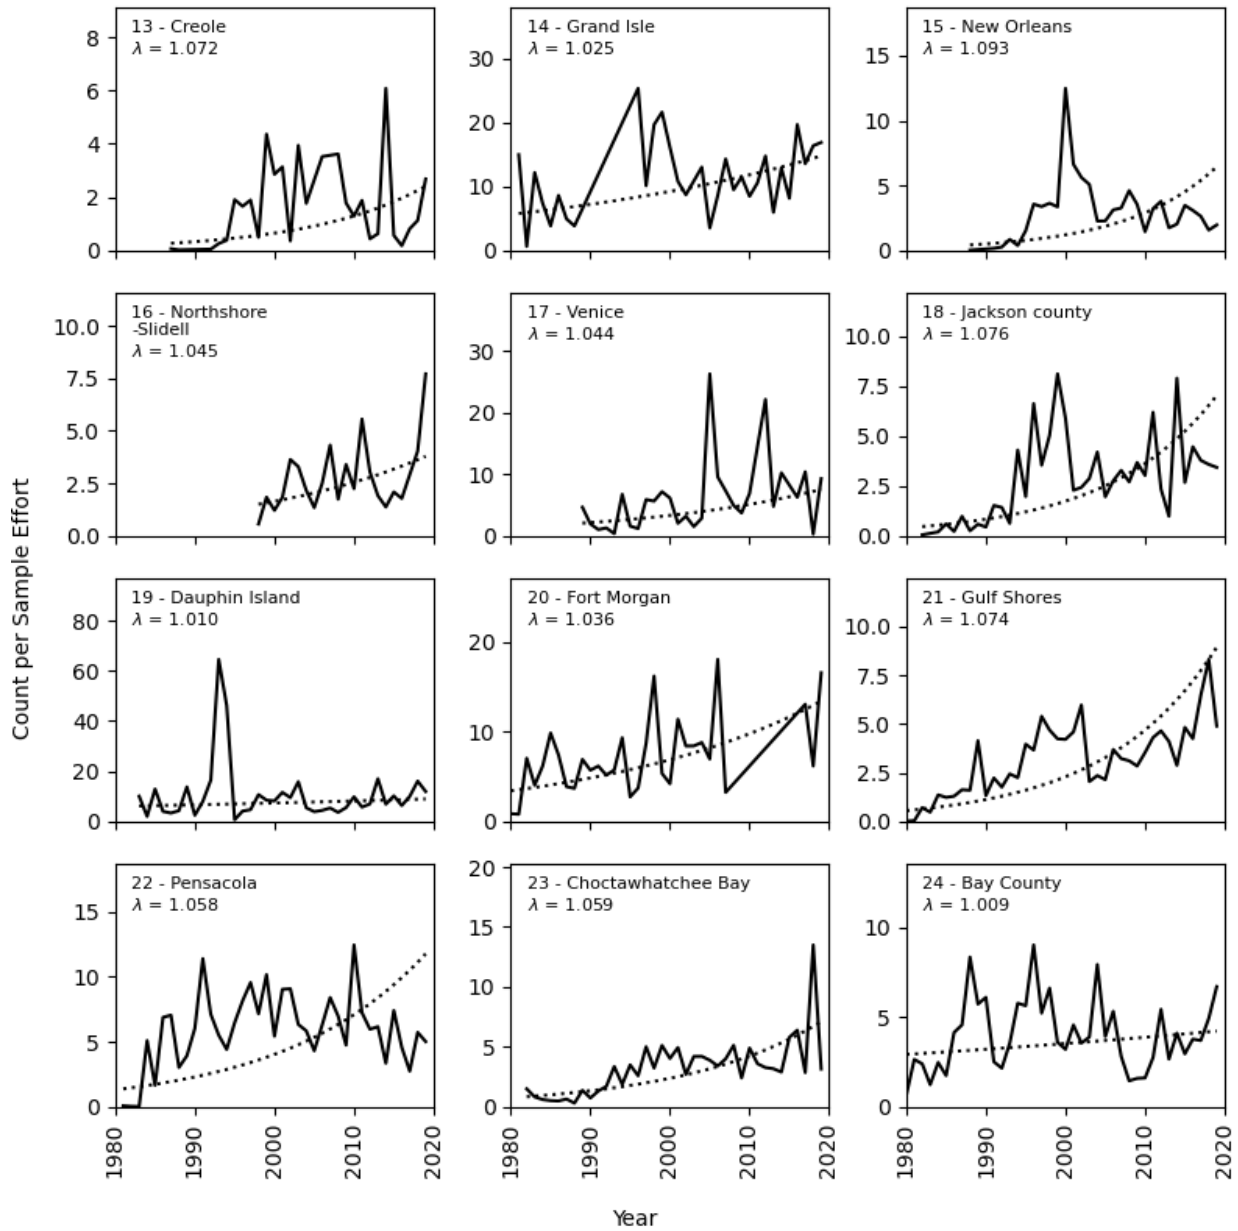 13 - Creole
λ = 1.072
8
6
4
2
0
14 - Grand Isle
λ = 1.025
30
20
10
0
15 - New Orleans
λ = 1.093
15
10
5
0
16 - Northshore
-Slidell
λ = 1.045
10.0
7.5
5.0
2.5
0.0
17 - Venice
λ = 1.044
30
20
10
0
18 - Jackson county
λ = 1.076
10.0
7.5
5.0
2.5
0.0
Count per Sample Effort
19 - Dauphin Island
λ = 1.010
80
60
40
20
0
20 - Fort Morgan
λ = 1.036
20
10
0
21 - Gulf Shores
λ = 1.074
10.0
7.5
5.0
2.5
0.0
22 - Pensacola
λ = 1.058
15
10
5
0
1980
1990
2000
2010
2020
23 - Choctawhatchee Bay
λ = 1.059
20
15
10
5
0
1980
1990
2000
2010
2020
24 - Bay County
λ = 1.009
10
5
0
1980
1990
2000
2010
2020
Year